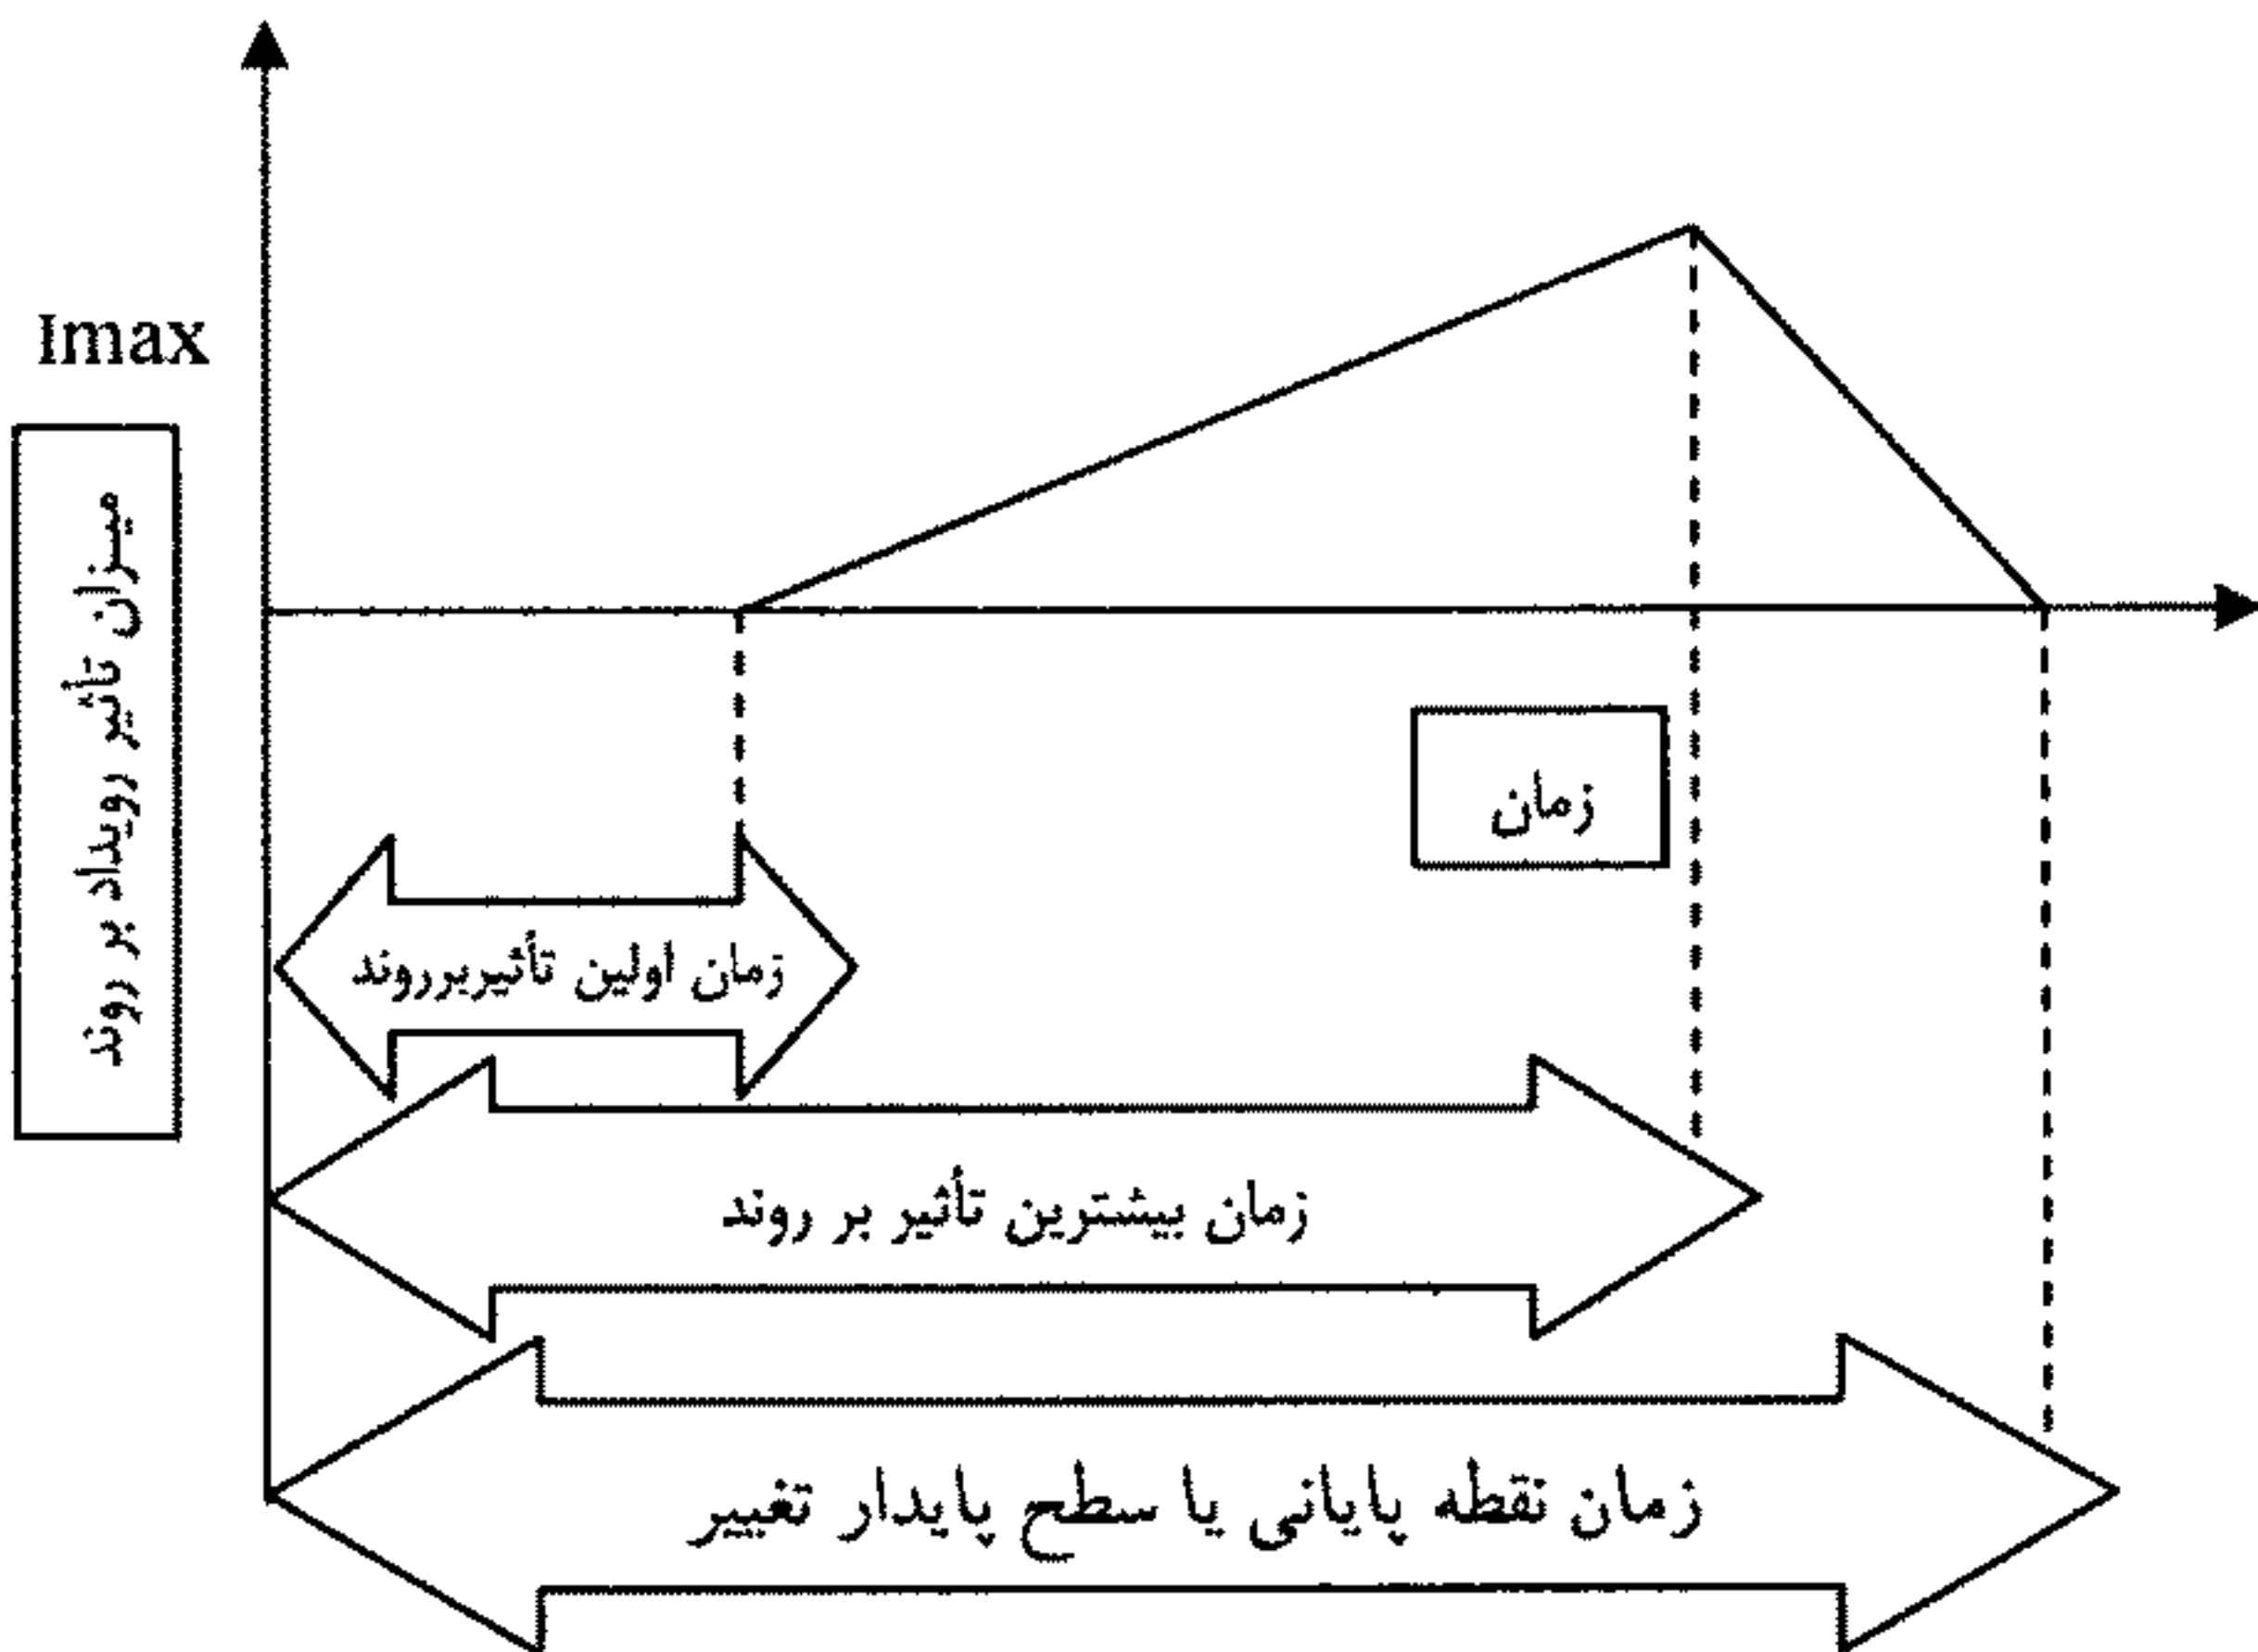 Imax
میزان تأثیر رویداد بر روند
زمان
زمان اولین تأثیربرروند
زمان بیشترین تأثیر بر روند
زمان نقطه پایانی یا سطح پایدار تغییر